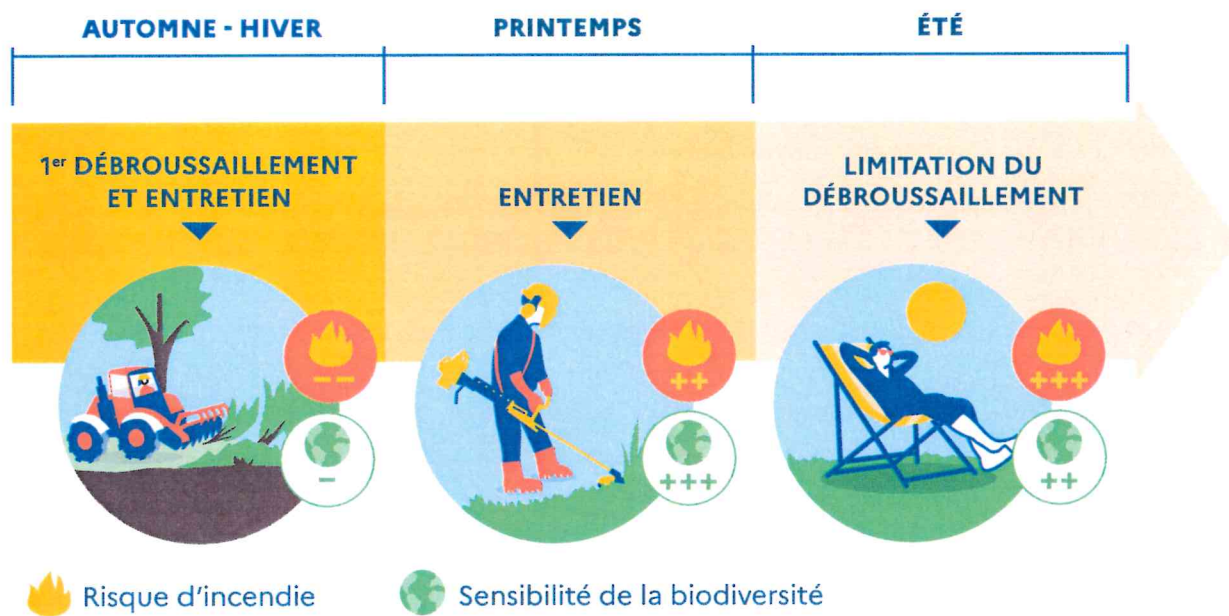 AUTOMNE - HIVER
PRINTEMPS
ÉTÉ
1er DÉBROUSSAILLEMENT
ET ENTRETIEN
ENTRETIEN
LIMITATION DU
DÉBROUSSAILLEMENT
--
-
++
+++
+++
++
Risque d'incendie
Sensibilité de la biodiversité